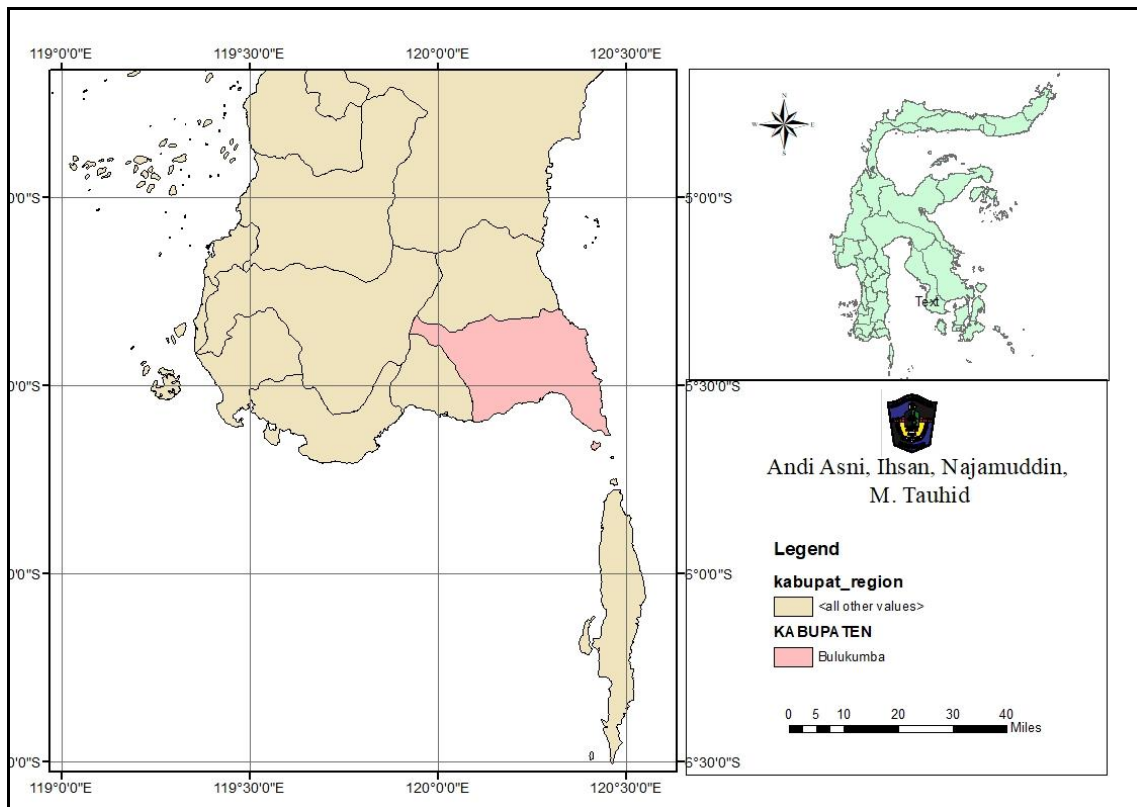 119°0'0"E 119°30'0"E 120°0'0"E 120°30'0"E
0'0"S 5°0'0"S
0'0"S 5°30'0"S
0'0"S 6°0'0"S
0'0"S 6°30'0"S
119°0'0"E 119°30'0"E 120°0'0"E 120°30'0"E
N
W E
N
Text
Andi Asni, Ihsan, Najamuddin,
M. Tauhid
Legend
kabupat_region
<all other values>
KABUPATEN
Bulukumba
0 5 10 20 30 40
Miles